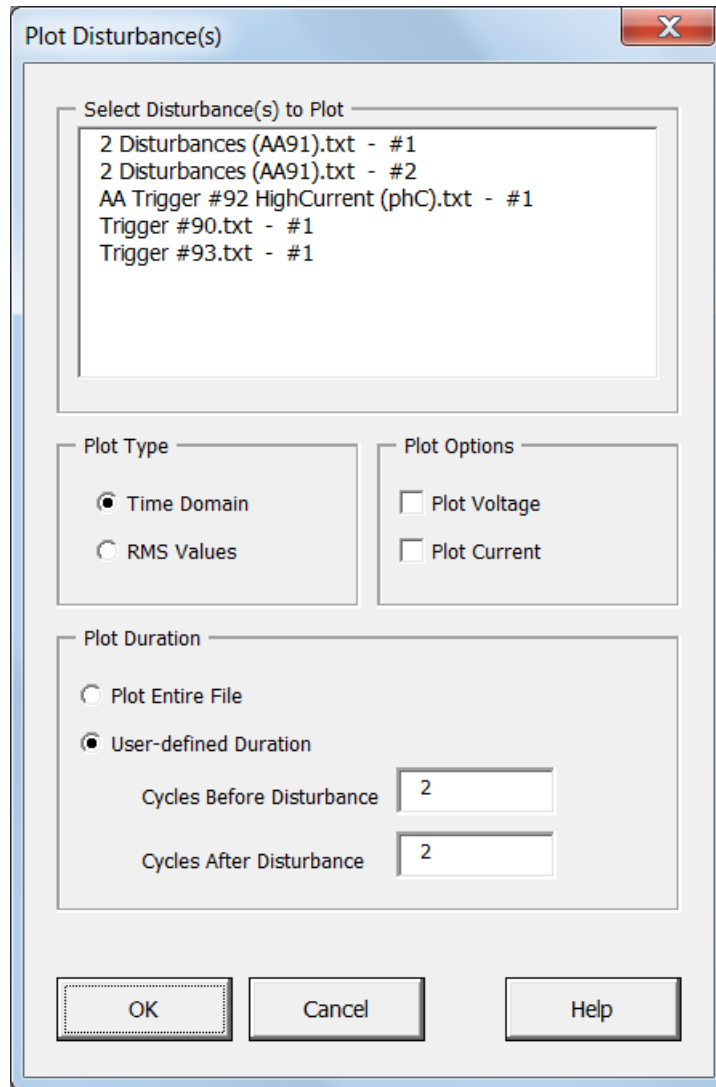 Plot Disturbance(s)
Select Disturbance(s) to Plot
2 Disturbances (AA91).txt - #1
2 Disturbances (AA91).txt - #2
AA Trigger #92 HighCurrent (phC).txt - #1
Trigger #90.txt - #1
Trigger #93.txt - #1
Plot Type
Time Domain
RMS Values
Plot Options
Plot Voltage
Plot Current
Plot Duration
Plot Entire File
User-defined Duration
Cycles Before Disturbance 2
Cycles After Disturbance 2
OK Cancel Help